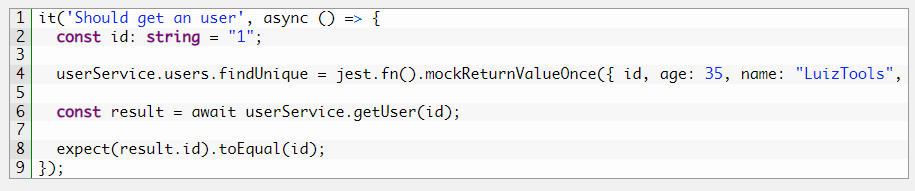 1 it('Should get an user', async () => {
2   const id: string = "1";
3
4   userService.users.findUnique = jest.fn().mockReturnValueOnce({ id, age: 35, name: "LuizTools",
5
6   const result = await userService.getUser(id);
7
8   expect(result.id).toEqual(id);
9 });